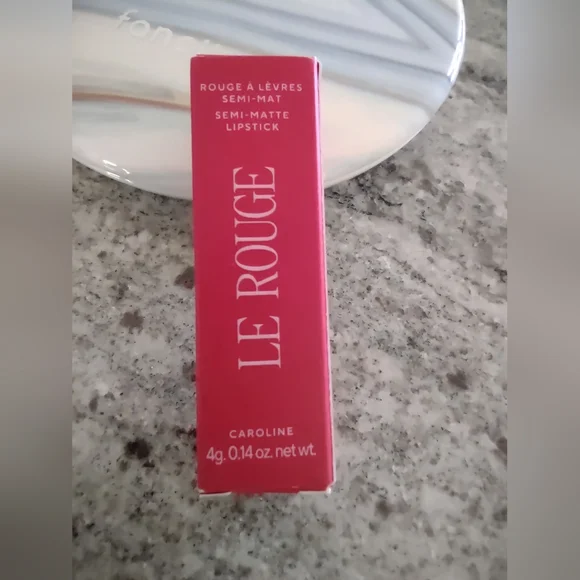 ROUGE À LÈVRES
SEMI-MAT
SEMI-MATTE
LIPSTICK
LE ROUGE
CAROLINE
4g. 0.14 oz. net wt.